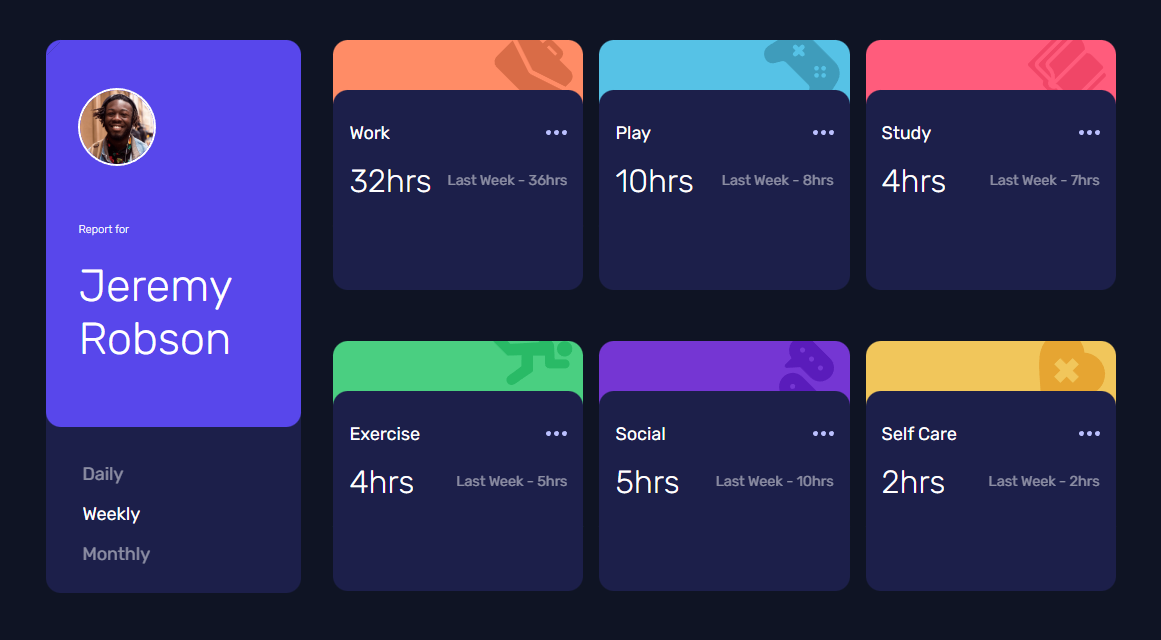 Report for
Jeremy
Robson
Daily
Weekly
Monthly
Work
32hrs Last Week - 36hrs
Play
10hrs Last Week - 8hrs
Study
4hrs Last Week - 7hrs
Exercise
4hrs Last Week - 5hrs
Social
5hrs Last Week - 10hrs
Self Care
2hrs Last Week - 2hrs